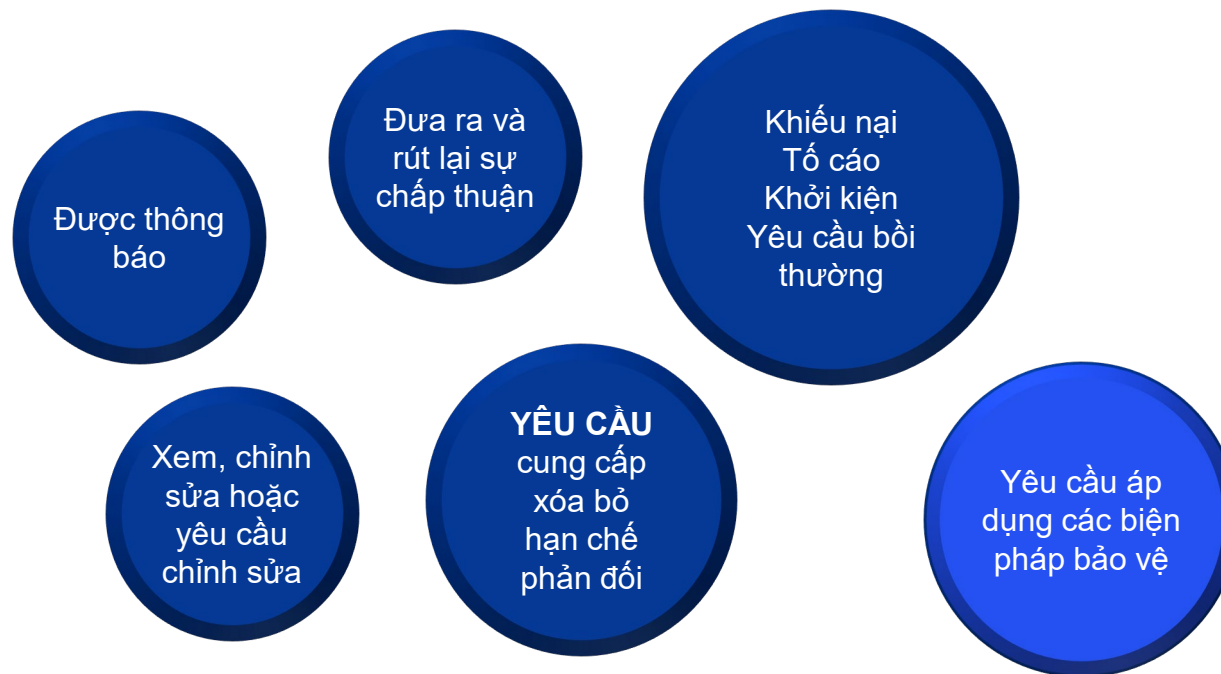 Được thông
báo
Đưa ra và
rút lại sự
chấp thuận
Khiếu nại
Tố cáo
Khởi kiện
Yêu cầu bồi
thường
Xem, chỉnh
sửa hoặc
yêu cầu
chỉnh sửa
YÊU CẦU
cung cấp
xóa bỏ
hạn chế
phản đối
Yêu cầu áp
dụng các biện
pháp bảo vệ